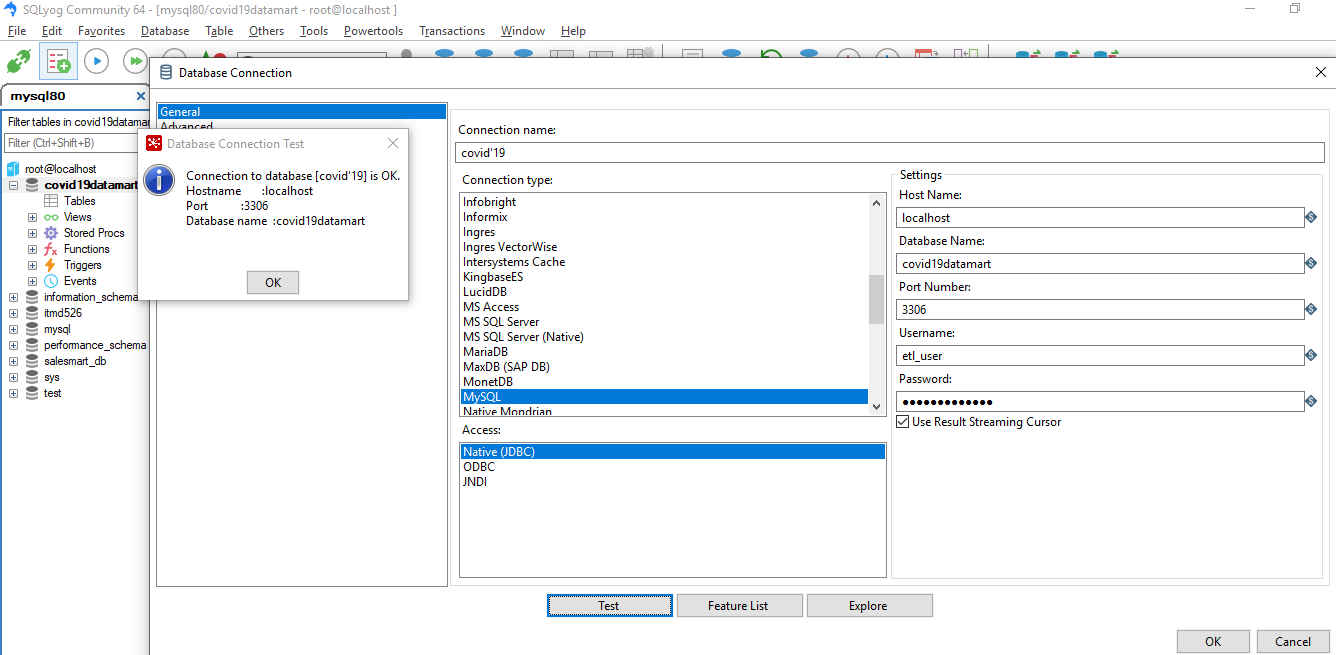 SQLyog Community 64 - [mysql80/covid19datamart - root@localhost ]
File Edit Favorites Database Table Others Tools Powertools Transactions Window Help
Database Connection
mysql80
Filter tables in covid19datamar
Filter (Ctrl+Shift+B)
root@localhost
covid19datamart
Tables
Views
Stored Procs
Functions
Triggers
Events
information_schema
itmd526
mysql
performance_schema
salesmart_db
sys
test
General
Advanced
Database Connection Test
Connection to database [covid'19] is OK.
Hostname :localhost
Port :3306
Database name :covid19datamart
OK
Connection name:
covid'19
Connection type:
Infobright
Informix
Ingres
Ingres VectorWise
Intersystems Cache
KingbaseES
LucidDB
MS Access
MS SQL Server
MS SQL Server (Native)
MariaDB
MaxDB (SAP DB)
MonetDB
MySQL
Native Mondrian
Access:
Native (JDBC)
ODBC
JNDI
Settings
Host Name:
localhost
Database Name:
covid19datamart
Port Number:
3306
Username:
etl_user
Password:
●●●●●●●●●●●●●
Use Result Streaming Cursor
Test Feature List Explore
OK Cancel